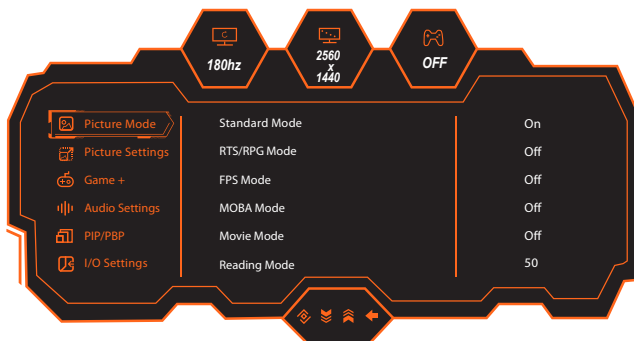 180hz
2560
x
1440
OFF
Picture Mode
Standard Mode
On
Picture Settings
RTS/RPG Mode
Off
Game +
FPS Mode
Off
Audio Settings
MOBA Mode
Off
PIP/PBP
Movie Mode
Off
I/O Settings
Reading Mode
50